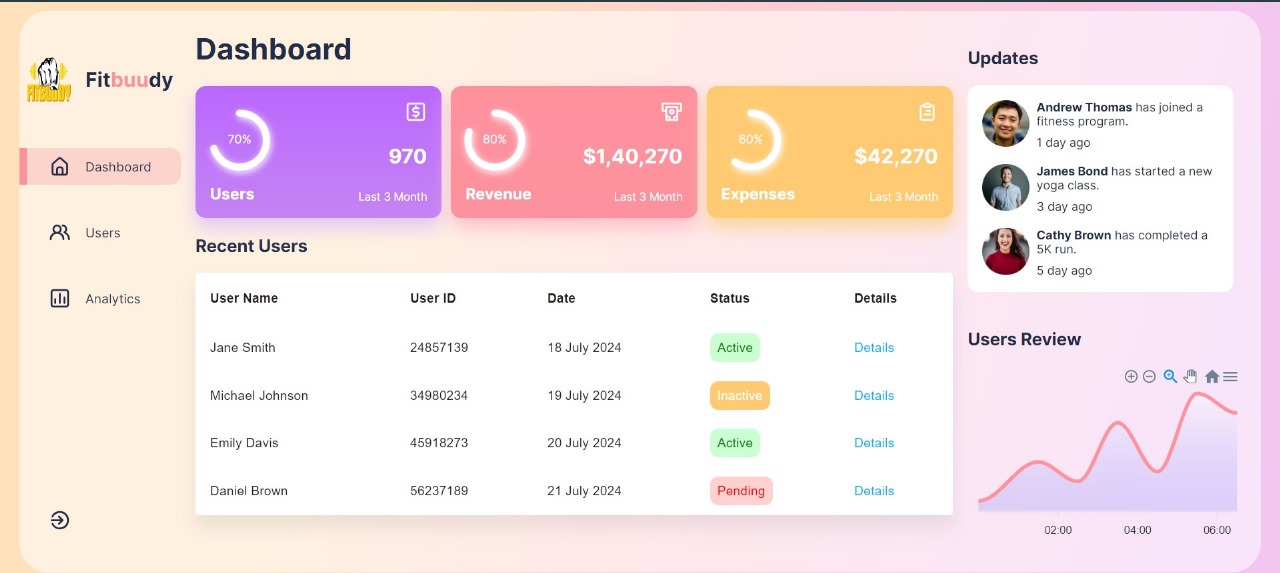 Dashboard
FITBUUDY
Fitbuudy
Dashboard
Users
Analytics
70%
970
Users
Last 3 Month
80%
$1,40,270
Revenue
Last 3 Month
60%
$42,270
Expenses
Last 3 Month
Recent Users
User Name User ID Date Status Details
Jane Smith 24857139 18 July 2024 Active Details
Michael Johnson 34980234 19 July 2024 Inactive Details
Emily Davis 45918273 20 July 2024 Active Details
Daniel Brown 56237189 21 July 2024 Pending Details
Updates
Andrew Thomas has joined a
fitness program.
1 day ago
James Bond has started a new
yoga class.
3 day ago
Cathy Brown has completed a
5K run.
5 day ago
Users Review
02:00 04:00 06:00